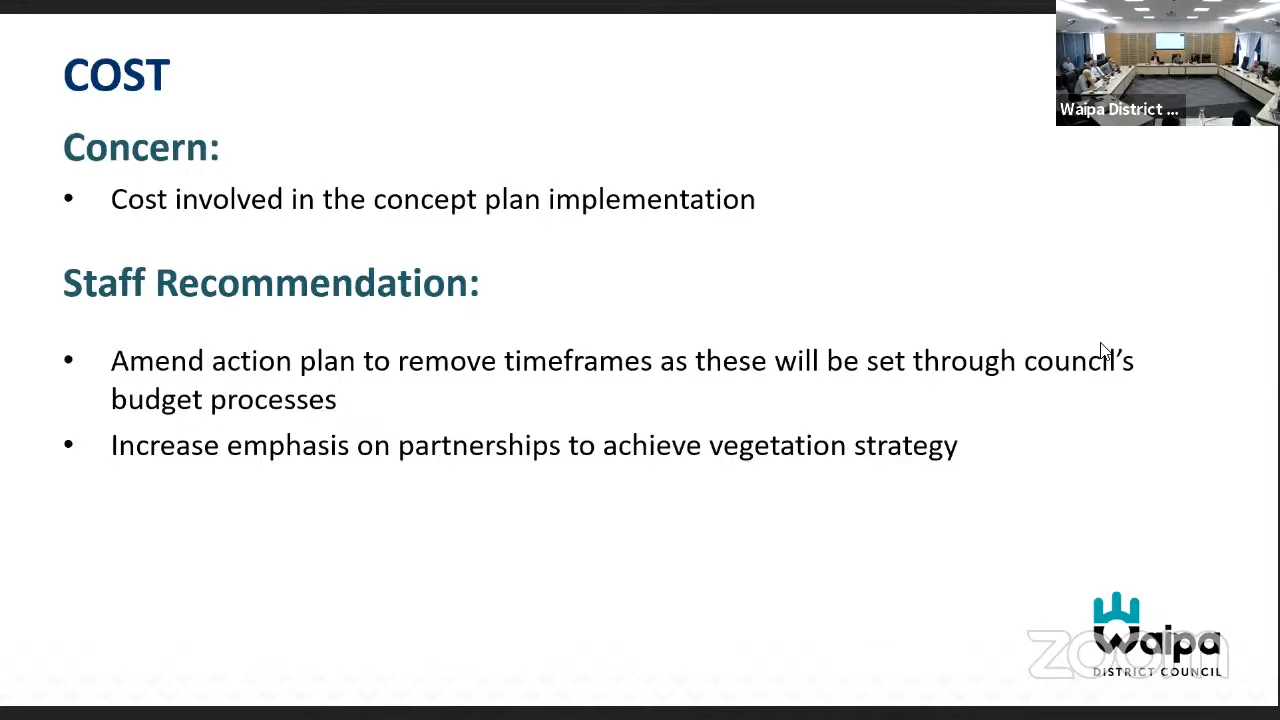 COST
Waipa District ...
Concern:
• Cost involved in the concept plan implementation
Staff Recommendation:
• Amend action plan to remove timeframes as these will be set through council's
budget processes
• Increase emphasis on partnerships to achieve vegetation strategy
Waipa
zoom
DISTRICT COUNCIL